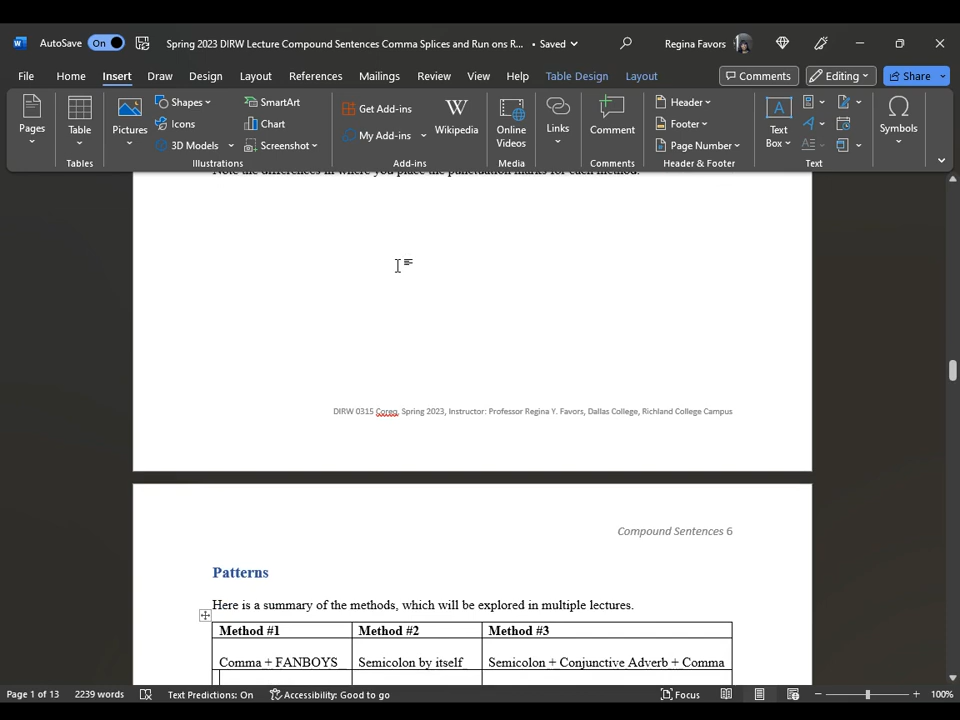 AutoSave On Spring 2023 DIRW Lecture Compound Sentences Comma Splices and Run ons R... • Saved Regina Favors
File Home Insert Draw Design Layout References Mailings Review View Help Table Design Layout Comments Editing Share
Pages Table Pictures Shapes Icons 3D Models SmartArt Chart Screenshot Get Add-ins My Add-ins Wikipedia Online Videos Links Comment Header Footer Page Number Text Box Symbols
Tables Illustrations Add-ins Media Comments Header & Footer Text
Note the differences in where you place the punctuation marks for each method.
DIRW 0315 Coreq, Spring 2023, Instructor: Professor Regina Y. Favors, Dallas College, Richland College Campus
Compound Sentences 6
Patterns
Here is a summary of the methods, which will be explored in multiple lectures.
Method #1 Method #2 Method #3
Comma + FANBOYS Semicolon by itself Semicolon + Conjunctive Adverb + Comma
Page 1 of 13 2239 words Text Predictions: On Accessibility: Good to go Focus 100%